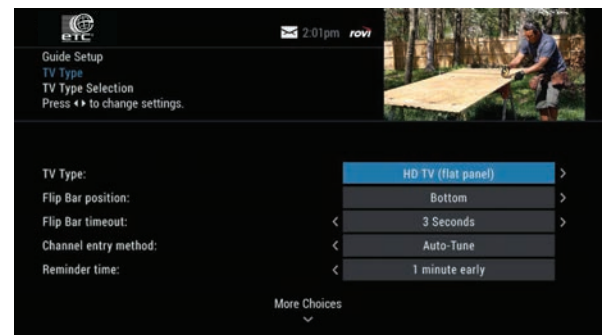 etc
2:01pm rovi
Guide Setup
TV Type
TV Type Selection
Press ◂▸ to change settings.
TV Type: HD TV (flat panel) >
Flip Bar position: Bottom >
Flip Bar timeout: < 3 Seconds >
Channel entry method: < Auto-Tune
Reminder time: < 1 minute early
More Choices